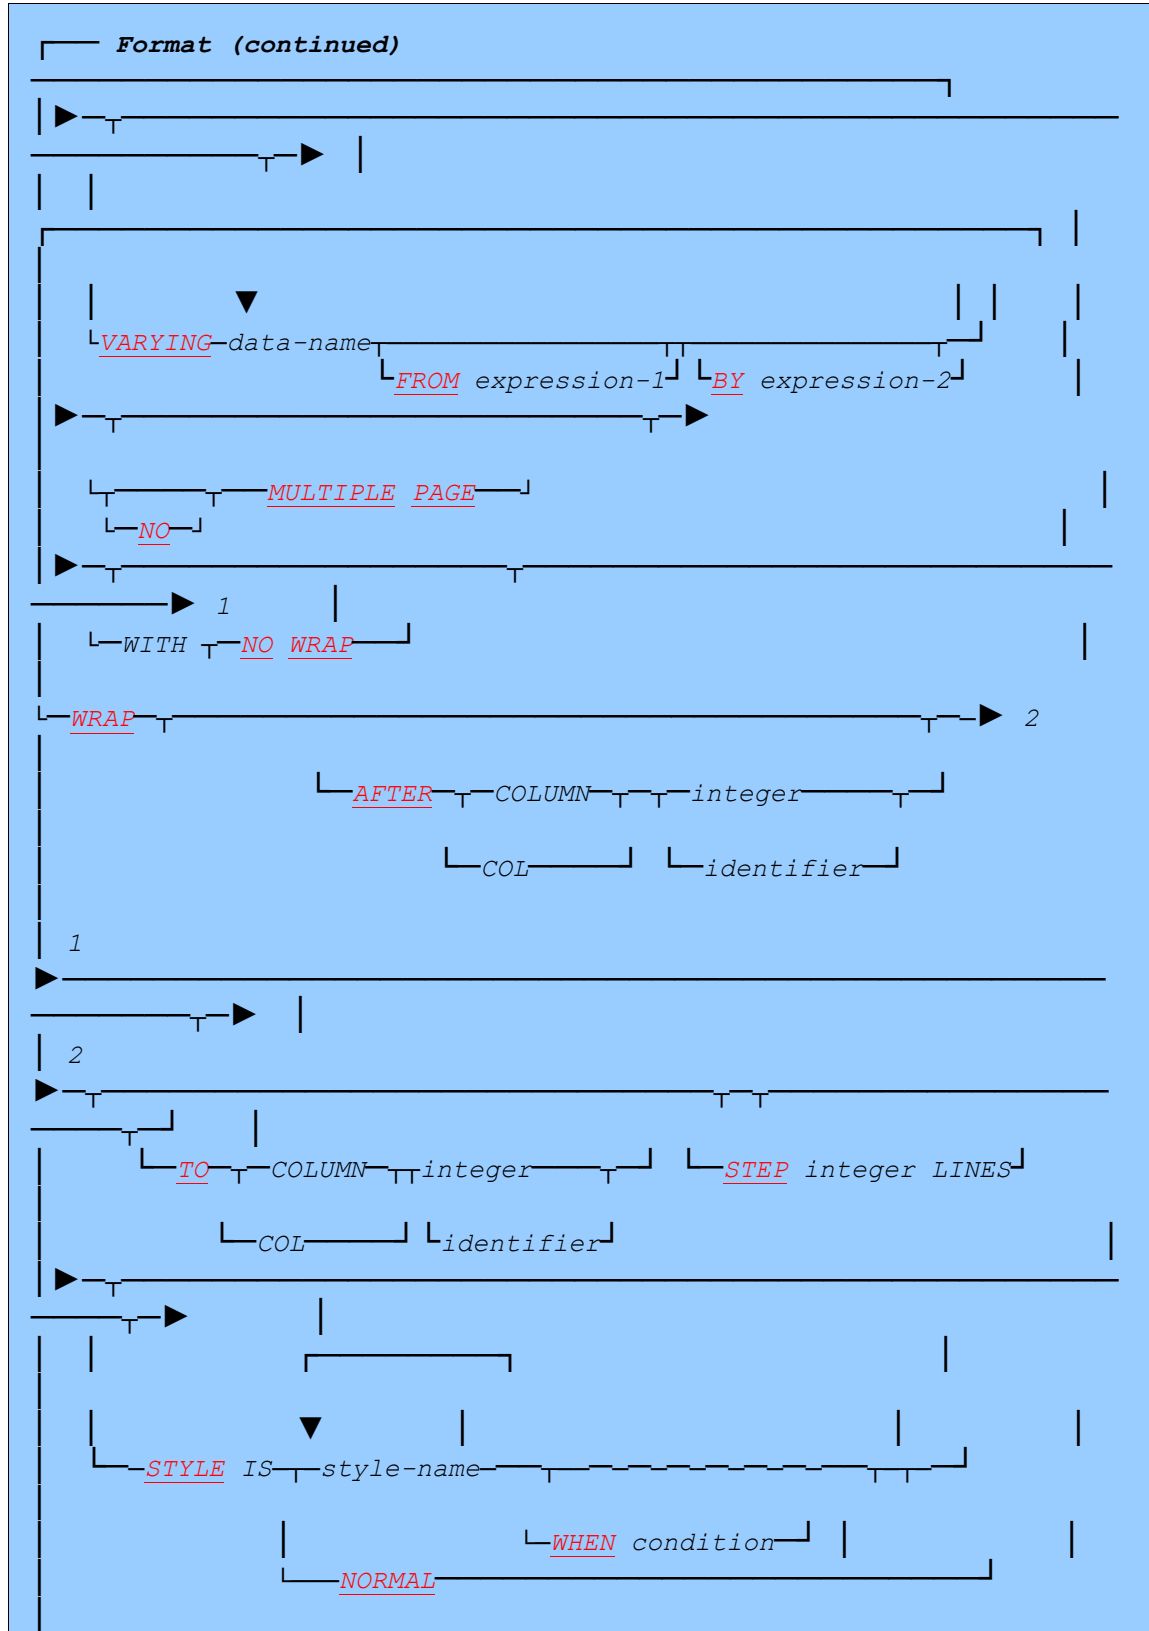 Format (continued)
VARYING data-name
FROM expression-1 BY expression-2
MULTIPLE PAGE
NO
1
WITH NO WRAP
WRAP 2
AFTER COLUMN integer
COL identifier
1
2
TO COLUMN integer STEP integer LINES
COL identifier
STYLE IS style-name
WHEN condition
NORMAL